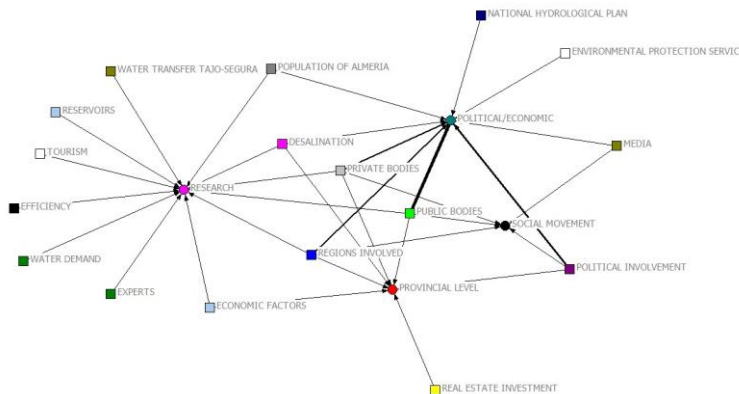 NATIONAL HYDROLOGICAL PLAN
ENVIRONMENTAL PROTECTION SERVIC
WATER TRANSFER TAJO-SEGURA
POPULATION OF ALMERIA
RESERVOIRS
POLITICAL/ECONOMIC
DESALINATION
MEDIA
TOURISM
PRIVATE BODIES
RESEARCH
EFFICIENCY
PUBLIC BODIES
SOCIAL MOVEMENT
REGIONS INVOLVED
WATER DEMAND
POLITICAL INVOLVEMENT
EXPERTS
PROVINCIAL LEVEL
ECONOMIC FACTORS
REAL ESTATE INVESTMENT